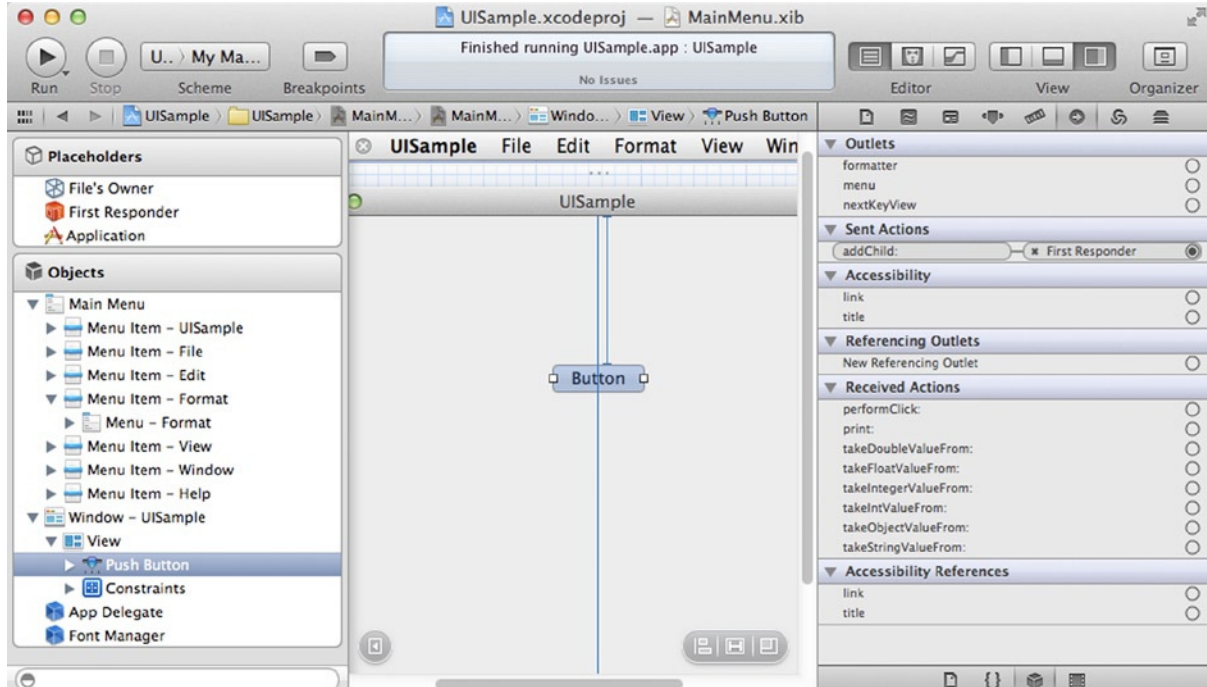 UISample.xcodeproj — MainMenu.xib
U.. My Ma...
Finished running UISample.app : UISample
No Issues
Run Stop Scheme Breakpoints Editor View Organizer
UISample UISample MainM... MainM... Windo... View Push Button
Placeholders
File's Owner
First Responder
Application
Objects
Main Menu
Menu Item – UISample
Menu Item – File
Menu Item – Edit
Menu Item – Format
Menu – Format
Menu Item – View
Menu Item – Window
Menu Item – Help
Window – UISample
View
Push Button
Constraints
App Delegate
Font Manager
UISample File Edit Format View Win
UISample
Button
Outlets
formatter
menu
nextKeyView
Sent Actions
addChild: First Responder
Accessibility
link
title
Referencing Outlets
New Referencing Outlet
Received Actions
performClick:
print:
takeDoubleValueFrom:
takeFloatValueFrom:
takeIntegerValueFrom:
takeIntValueFrom:
takeObjectValueFrom:
takeStringValueFrom:
Accessibility References
link
title